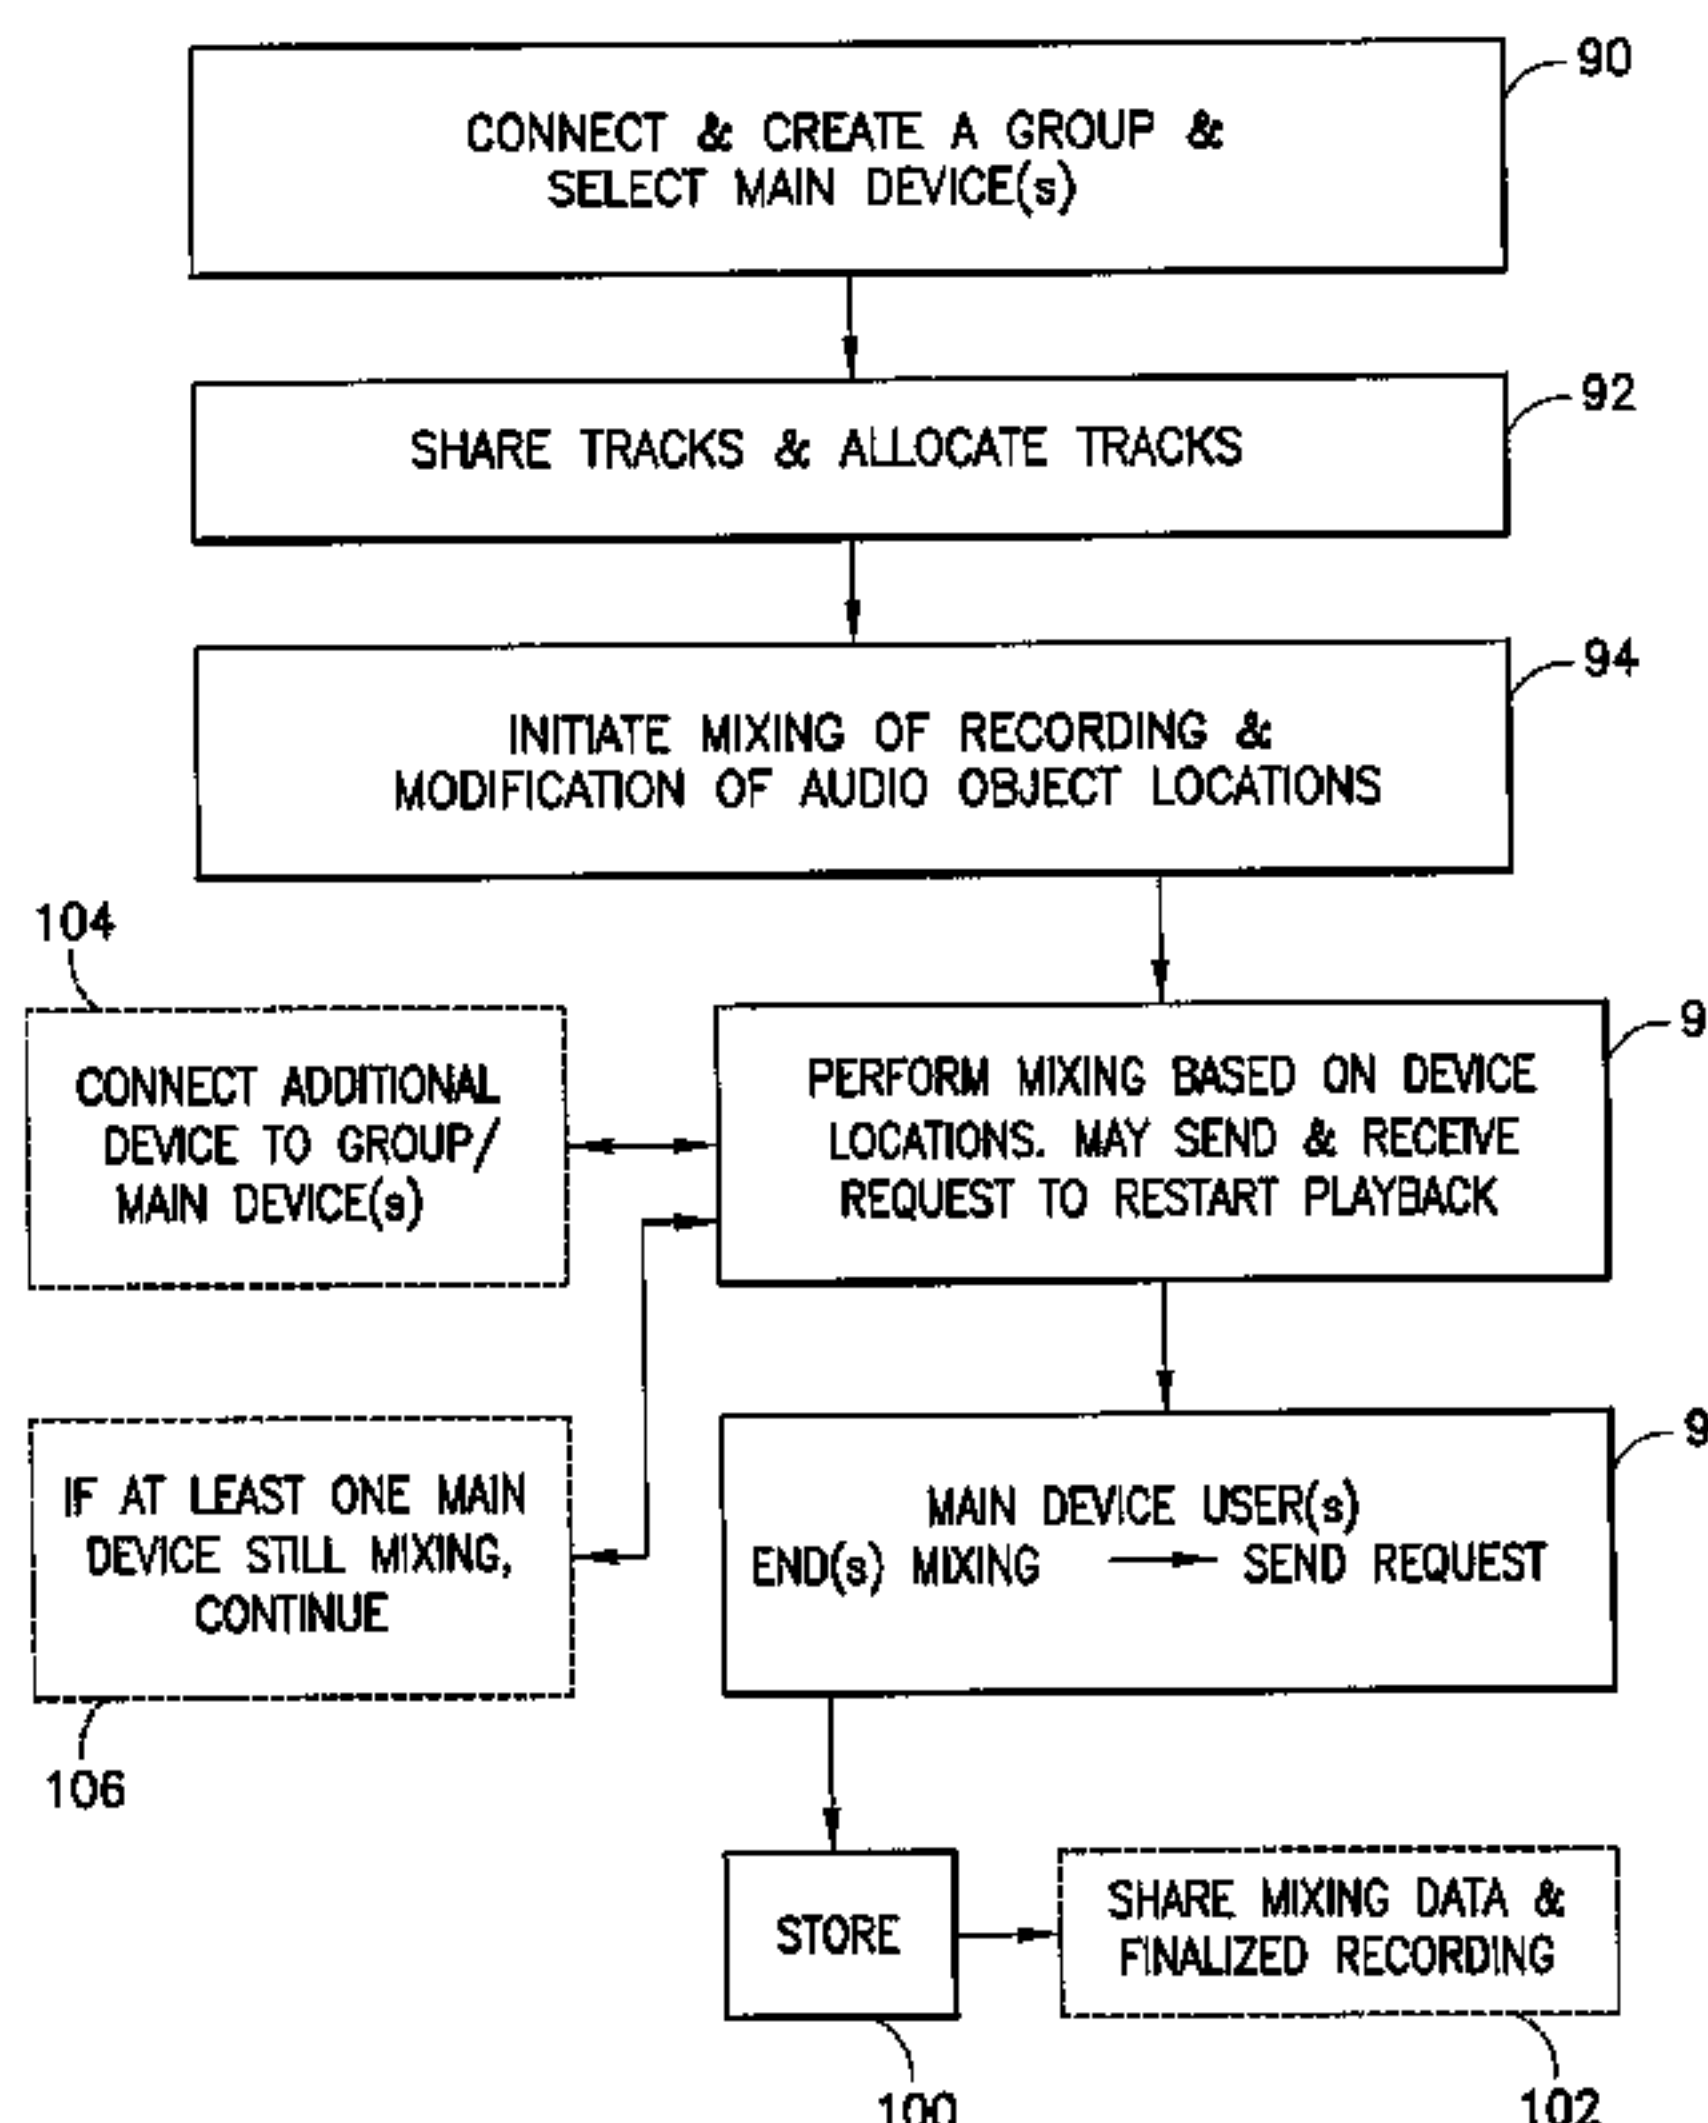 90
CONNECT & CREATE A GROUP &
SELECT MAIN DEVICE(s)
92
SHARE TRACKS & ALLOCATE TRACKS
94
INITIATE MIXING OF RECORDING &
MODIFICATION OF AUDIO OBJECT LOCATIONS
104
CONNECT ADDITIONAL
DEVICE TO GROUP/
MAIN DEVICE(s)
9
PERFORM MIXING BASED ON DEVICE
LOCATIONS. MAY SEND & RECEIVE
REQUEST TO RESTART PLAYBACK
IF AT LEAST ONE MAIN
DEVICE STILL MIXING,
CONTINUE
106
9
MAIN DEVICE USER(s)
END(s) MIXING → SEND REQUEST
STORE
100
SHARE MIXING DATA &
FINALIZED RECORDING
102